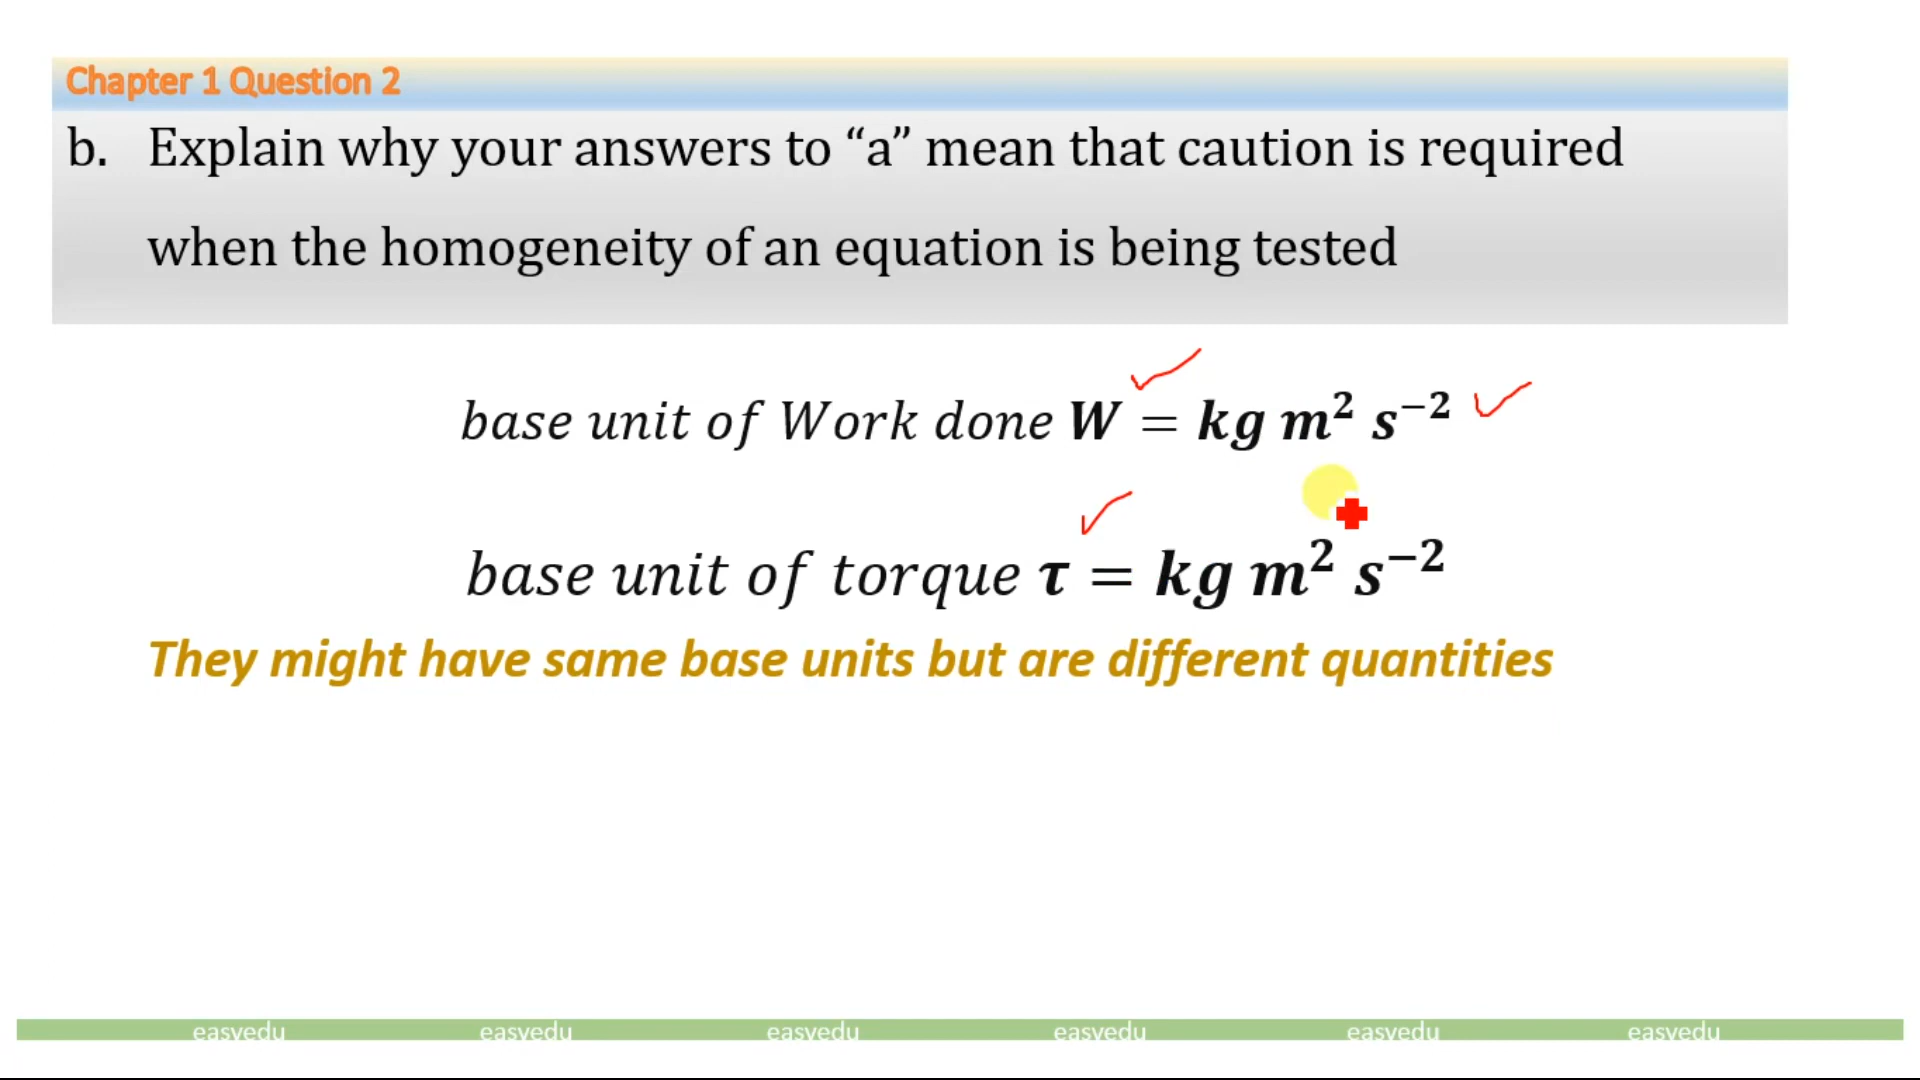 Chapter 1 Question 2
b. Explain why your answers to “a” mean that caution is required
when the homogeneity of an equation is being tested
base unit of Work done W = kg m² s⁻²
base unit of torque τ = kg m² s⁻²
They might have same base units but are different quantities
easyedu easyedu easyedu easyedu easyedu easyedu